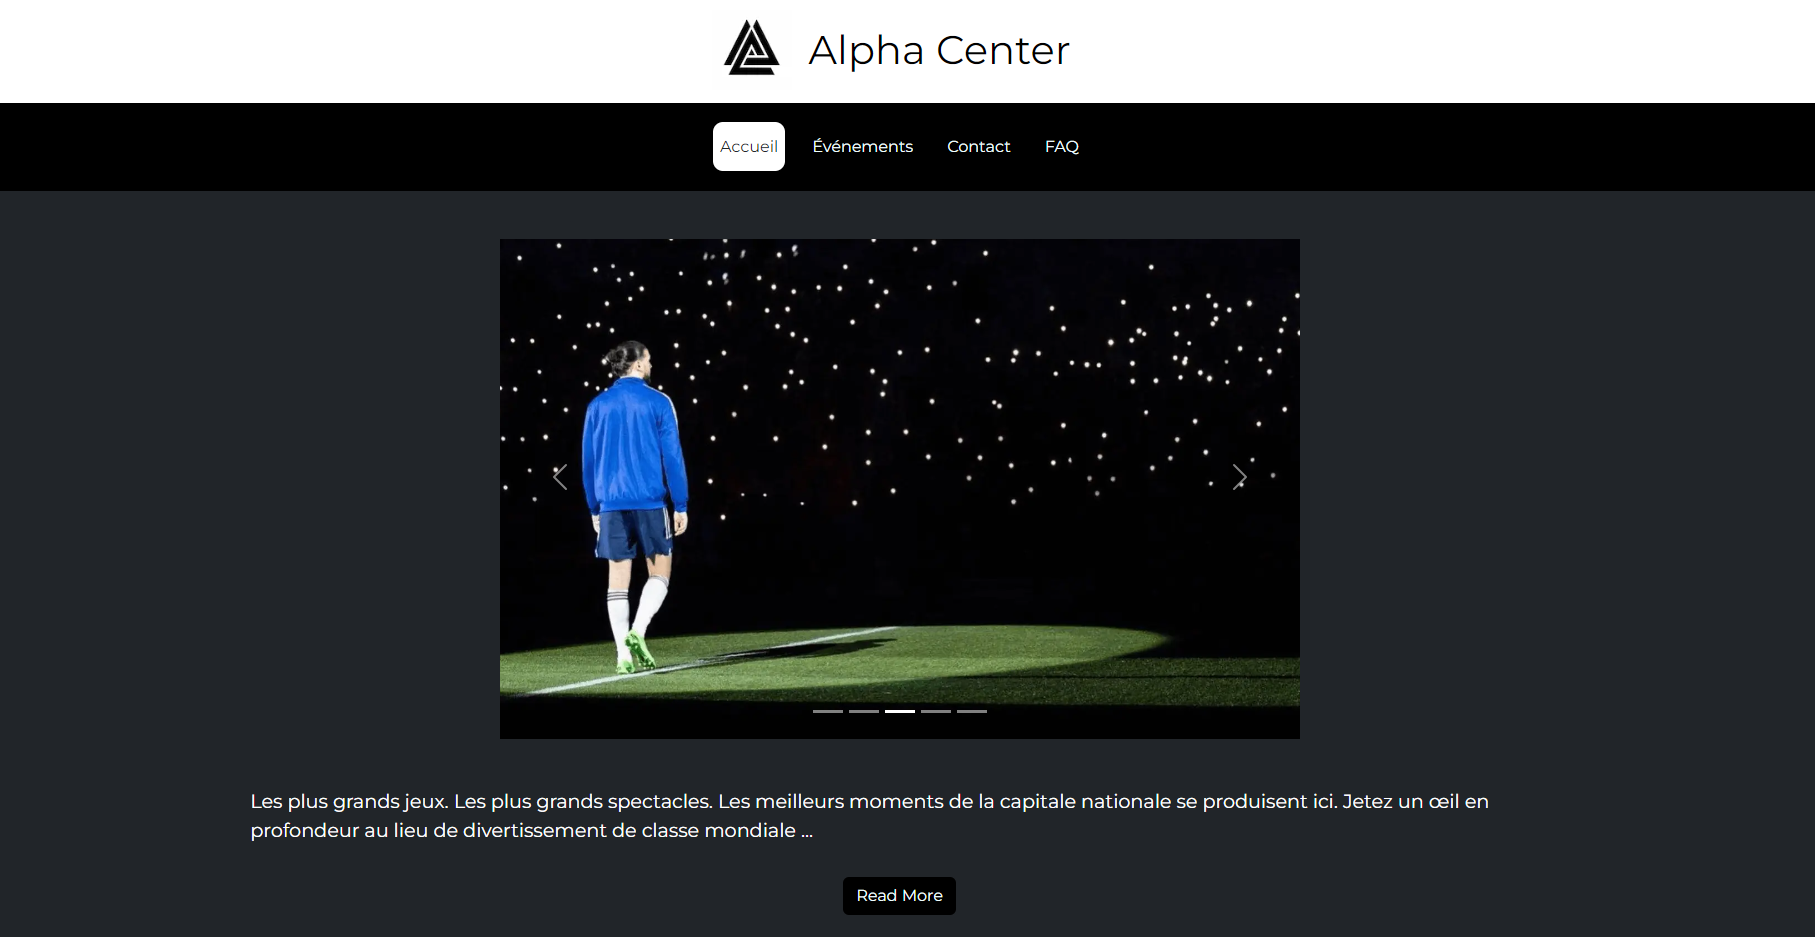 Alpha Center
Accueil
Événements
Contact
FAQ
Les plus grands jeux. Les plus grands spectacles. Les meilleurs moments de la capitale nationale se produisent ici. Jetez un œil en
profondeur au lieu de divertissement de classe mondiale ...
Read More